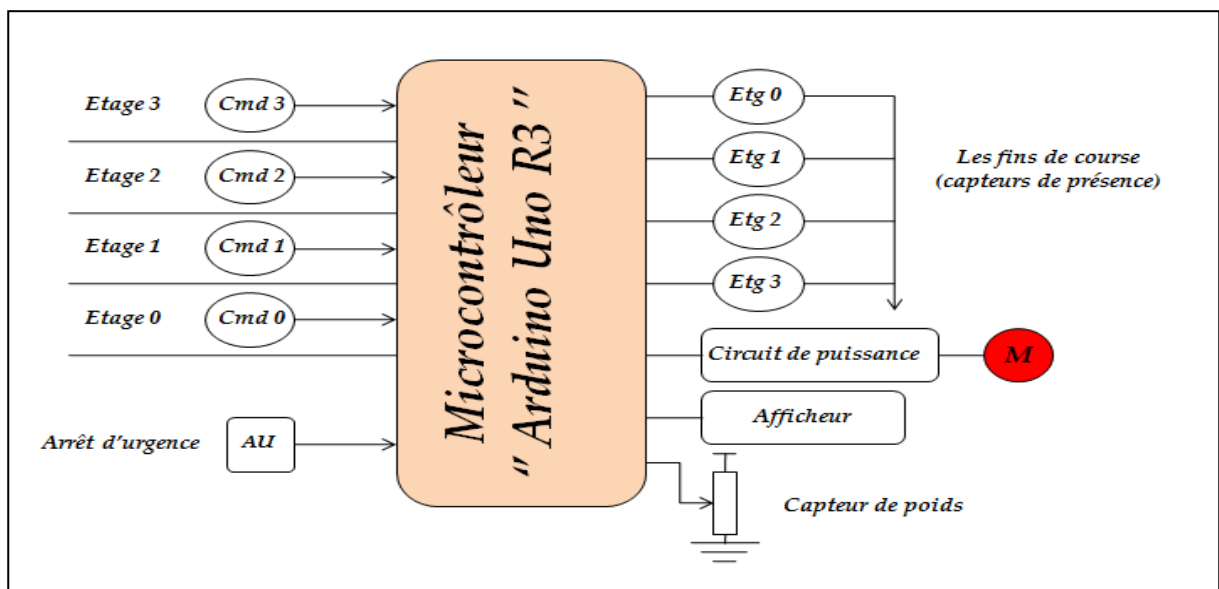 Etage 3
Cmd 3
Etage 2
Cmd 2
Etage 1
Cmd 1
Etage 0
Cmd 0
Arrêt d'urgence
AU
Microcontrôleur
“ Arduino Uno R3 ”
Etg 0
Etg 1
Etg 2
Etg 3
Les fins de course
(capteurs de présence)
Circuit de puissance
M
Afficheur
Capteur de poids